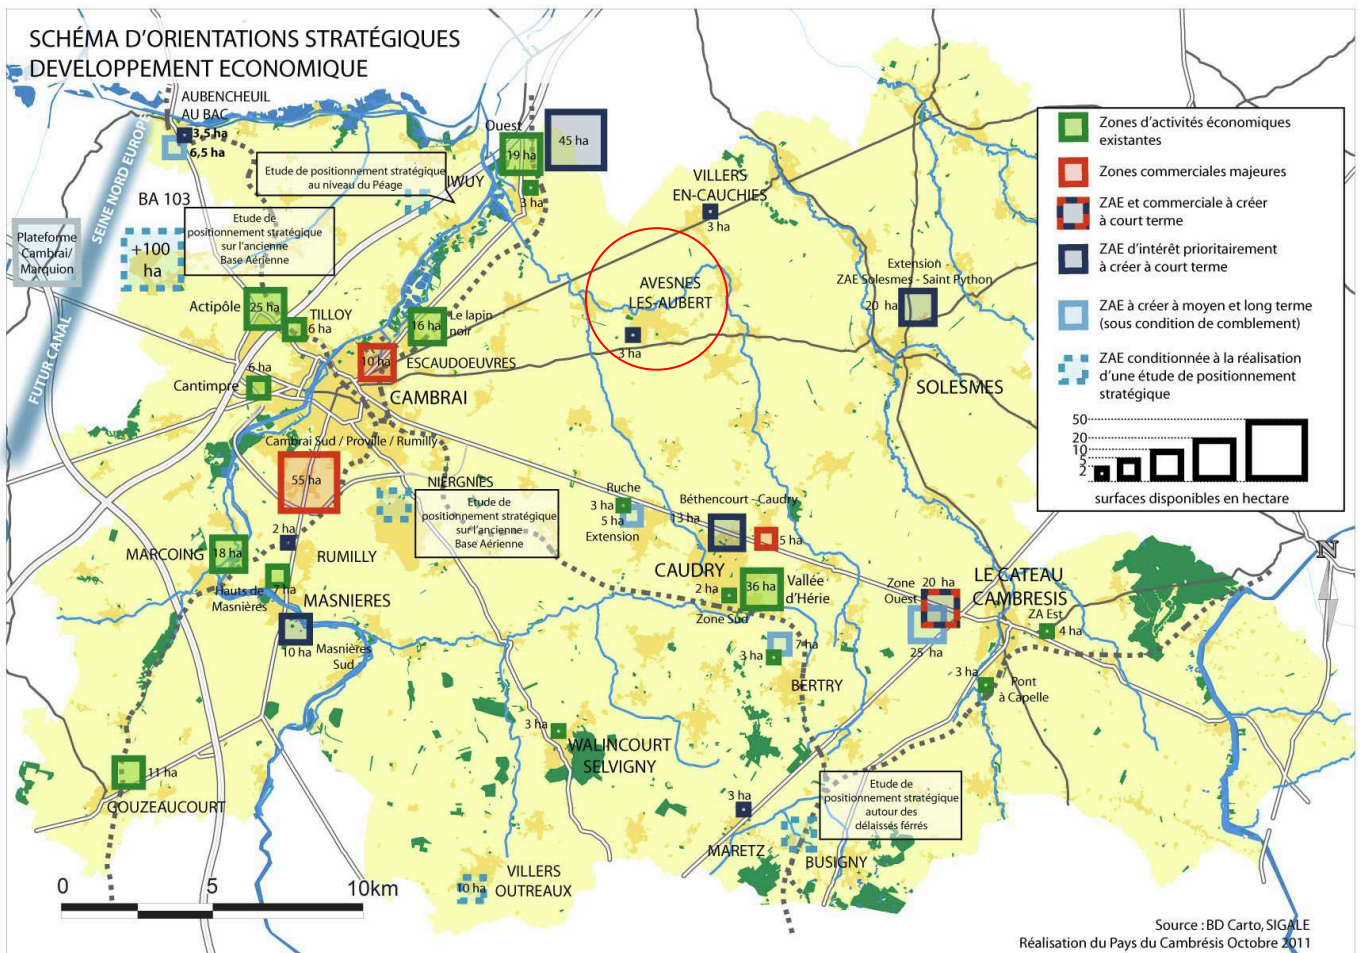 SCHÉMA D'ORIENTATIONS STRATÉGIQUES
DEVELOPPEMENT ECONOMIQUE
AUBENCHEUIL
AU BAC
3,5 ha
6,5 ha
SEINE NORD EUROPE
FUTUR CANAL
BA 103
Plateforme
Cambrai/
Marquion
+100
ha
Etude de positionnement stratégique
au niveau du Péage
Etude de
positionnement stratégique
sur l'ancienne
Base Aérienne
Ouest
19 ha
45 ha
IWUY
3 ha
VILLERS
EN-CAUCHIES
3 ha
AVESNES
LES-AUBERT
3 ha
Extension
ZAE Solesmes - Saint Python
20 ha
SOLESMES
Actipôle
25 ha
TILLOY
6 ha
16 ha
Le lapin
noir
10 ha
ESCAUDOEUVRES
6 ha
Cantimpre
CAMBRAI
Cambrai Sud / Proville / Rumilly
55 ha
NIERGNIES
Etude de
positionnement stratégique
sur l'ancienne
Base Aérienne
2 ha
RUMILLY
MARCOING
18 ha
7 ha
Hauts de
Masnières
MASNIERES
10 ha
Masnières
Sud
Ruche
3 ha
5 ha
Extension
Béthencourt - Caudry
13 ha
5 ha
CAUDRY
2 ha
36 ha
Vallée
d'Hérie
Zone Sud
7 ha
3 ha
BERTRY
Zone
Ouest
20 ha
25 ha
LE CATEAU
CAMBRESIS
ZA Est
4 ha
3 ha
Pont
à Capelle
3 ha
WALINCOURT
SELVIGNY
11 ha
GOUZEAUCOURT
3 ha
MARETZ
Etude de
positionnement stratégique
autour des
délaissés férrés
BUSIGNY
10 ha
VILLERS
OUTREAUX
0 5 10km
Zones d'activités économiques
existantes
Zones commerciales majeures
ZAE et commerciale à créer
à court terme
ZAE d'intérêt prioritairement
à créer à court terme
ZAE à créer à moyen et long terme
(sous condition de comblement)
ZAE conditionnée à la réalisation
d'une étude de positionnement
stratégique
50
20
10
5
2
surfaces disponibles en hectare
N
Source : BD Carto, SIGALE
Réalisation du Pays du Cambrésis Octobre 2011